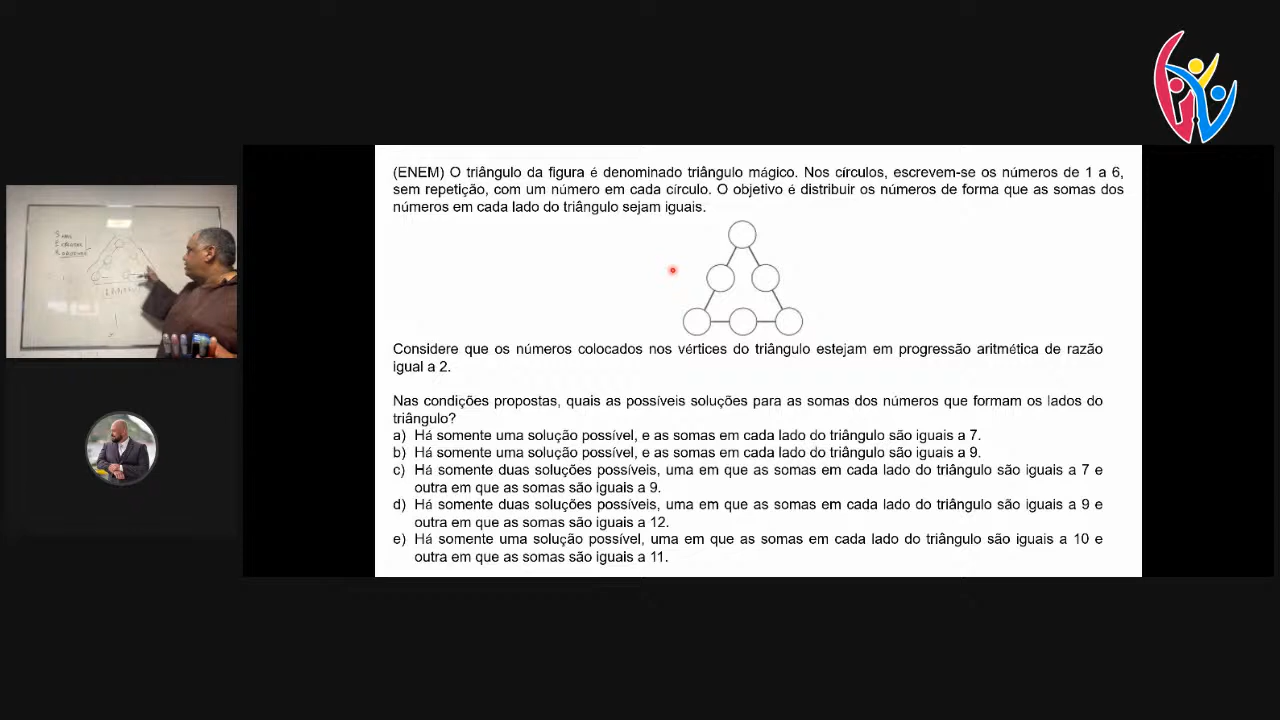 (ENEM) O triângulo da figura é denominado triângulo mágico. Nos círculos, escrevem-se os números de 1 a 6,
sem repetição, com um número em cada círculo. O objetivo é distribuir os números de forma que as somas dos
números em cada lado do triângulo sejam iguais.
Considere que os números colocados nos vértices do triângulo estejam em progressão aritmética de razão
igual a 2.
Nas condições propostas, quais as possíveis soluções para as somas dos números que formam os lados do
triângulo?
a) Há somente uma solução possível, e as somas em cada lado do triângulo são iguais a 7.
b) Há somente uma solução possível, e as somas em cada lado do triângulo são iguais a 9.
c) Há somente duas soluções possíveis, uma em que as somas em cada lado do triângulo são iguais a 7 e
outra em que as somas são iguais a 9.
d) Há somente duas soluções possíveis, uma em que as somas em cada lado do triângulo são iguais a 9 e
outra em que as somas são iguais a 12.
e) Há somente uma solução possível, uma em que as somas em cada lado do triângulo são iguais a 10 e
outra em que as somas são iguais a 11.